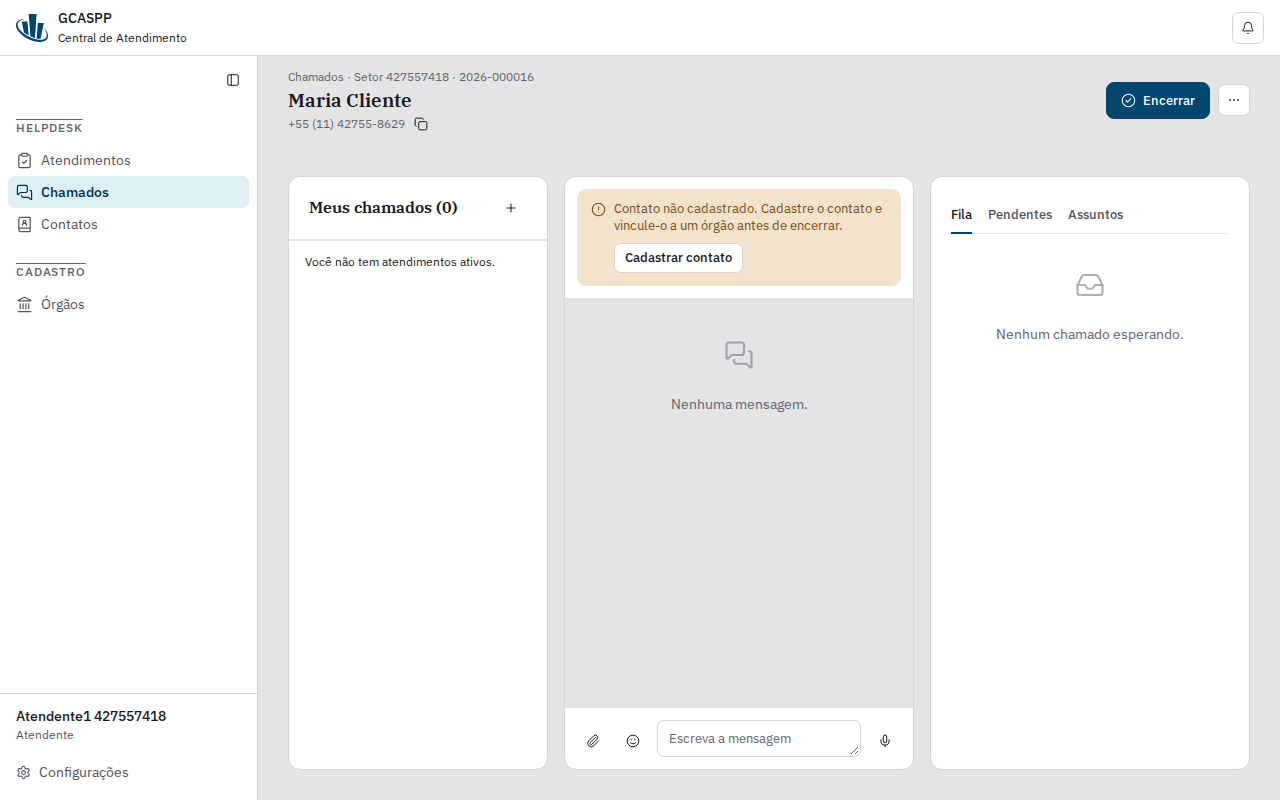 GCASPP
Central de Atendimento
HELPDESK
Atendimentos
Chamados
Contatos
CADASTRO
Órgãos
Atendente1 427557418
Atendente
Configurações
Chamados · Setor 427557418 · 2026-000016
Maria Cliente
+55 (11) 42755-8629
Encerrar
Meus chamados (0)
Você não tem atendimentos ativos.
Contato não cadastrado. Cadastre o contato e
vincule-o a um órgão antes de encerrar.
Cadastrar contato
Nenhuma mensagem.
Escreva a mensagem
Fila Pendentes Assuntos
Nenhum chamado esperando.